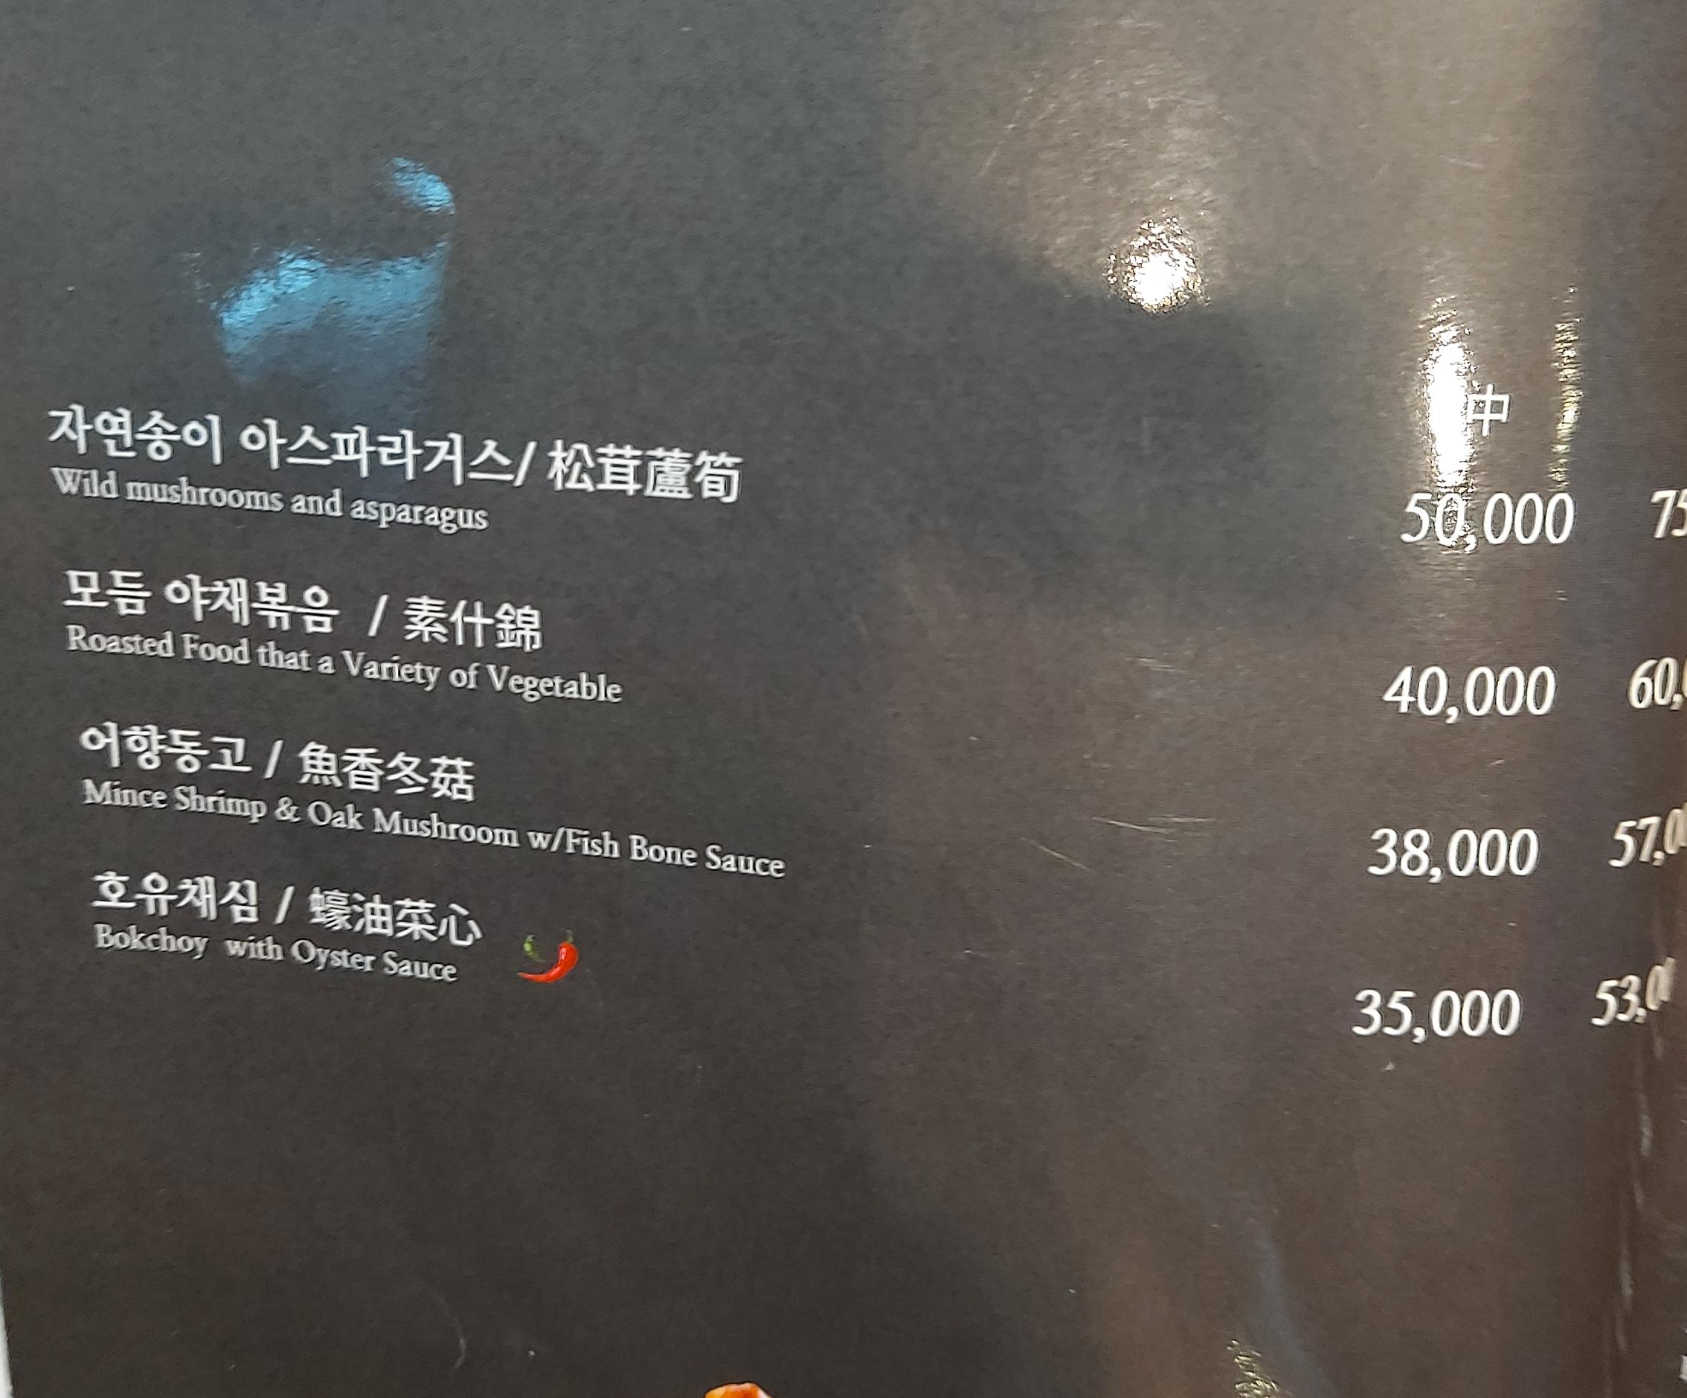 中
자연송이 아스파라거스/ 松茸蘆筍 50,000
Wild mushrooms and asparagus
모듬 야채볶음 / 素什錦 40,000
Roasted Food that a Variety of Vegetable
어향동고 / 魚香冬菇 38,000
Mince Shrimp & Oak Mushroom w/Fish Bone Sauce
호유채심 / 蠔油菜心 35,000
Bokchoy with Oyster Sauce